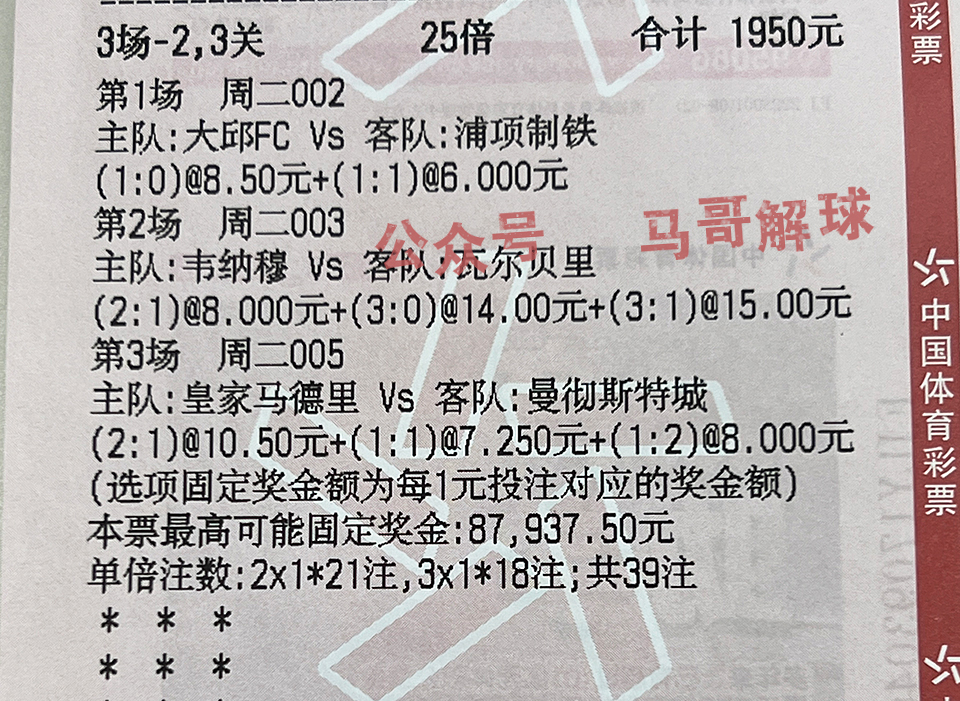 3场-2,3关 25倍 合计 1950元
第1场 周二002
主队:大邱FC Vs 客队:浦项制铁
(1:0)@8.50元+(1:1)@6.000元
第2场 周二003
公众号 马哥解球
主队:韦纳穆 Vs 客队:瓦尔贝里
(2:1)@8.000元+(3:0)@14.00元+(3:1)@15.00元
第3场 周二005
主队:皇家马德里 Vs 客队:曼彻斯特城
(2:1)@10.50元+(1:1)@7.250元+(1:2)@8.000元
(选项固定奖金额为每1元投注对应的奖金额)
本票最高可能固定奖金:87,937.50元
单倍注数:2x1*21注,3x1*18注;共39注
* * *
* * *
彩票
中国体育彩票